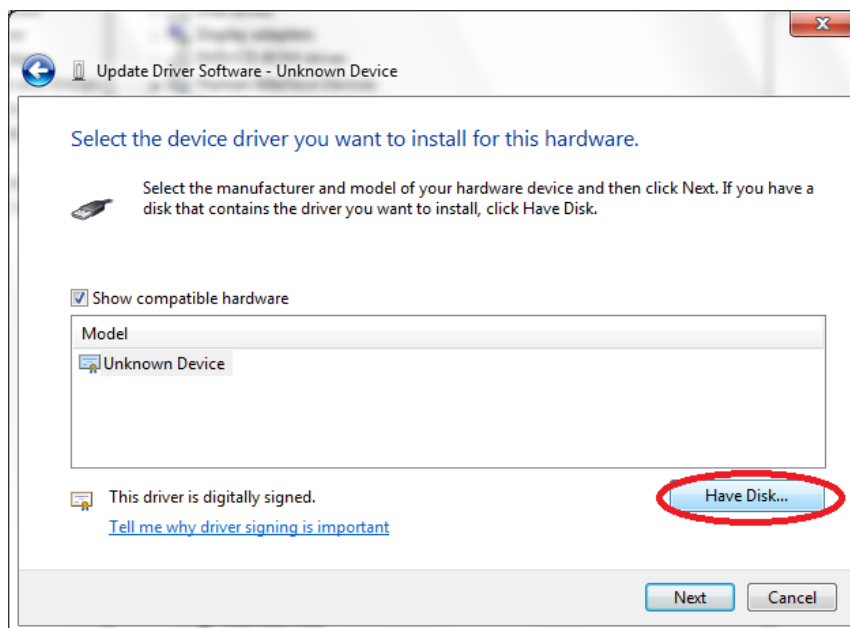 Display adapters
Update Driver Software - Unknown Device
Select the device driver you want to install for this hardware.
Select the manufacturer and model of your hardware device and then click Next. If you have a
disk that contains the driver you want to install, click Have Disk.
Show compatible hardware
Model
Unknown Device
This driver is digitally signed.
Have Disk...
Tell me why driver signing is important
Next
Cancel